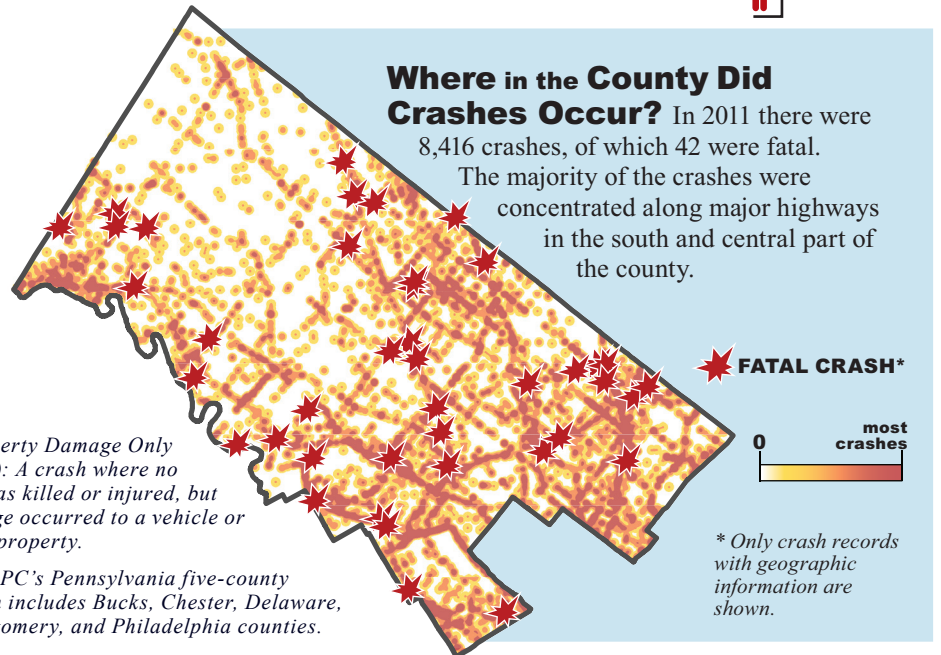 Where in the County Did
Crashes Occur? In 2011 there were
8,416 crashes, of which 42 were fatal.
The majority of the crashes were
concentrated along major highways
in the south and central part of
the county.
FATAL CRASH*
0
most
crashes
* Only crash records
with geographic
information are
shown.
erty Damage Only
): A crash where no
as killed or injured, but
ge occurred to a vehicle or
property.
PC’s Pennsylvania five-county
includes Bucks, Chester, Delaware,
tgomery, and Philadelphia counties.